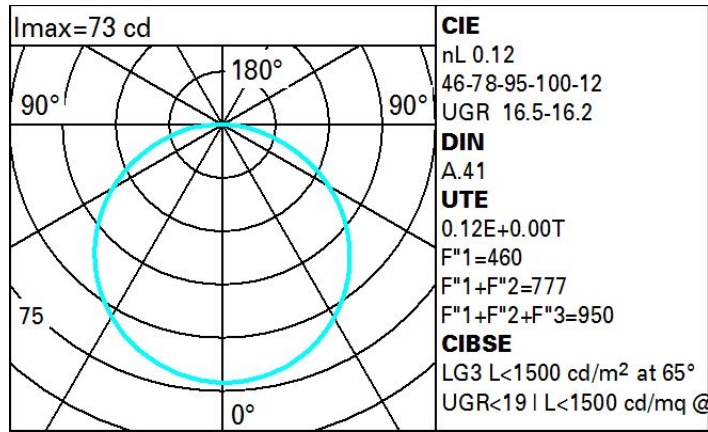 Imax=73 cd
180°
90°
90°
75
0°
CIE
nL 0.12
46-78-95-100-12
UGR 16.5-16.2
DIN
A.41
UTE
0.12E+0.00T
F"1=460
F"1+F"2=777
F"1+F"2+F"3=950
CIBSE
LG3 L<1500 cd/m² at 65°
UGR<19 | L<1500 cd/mq @